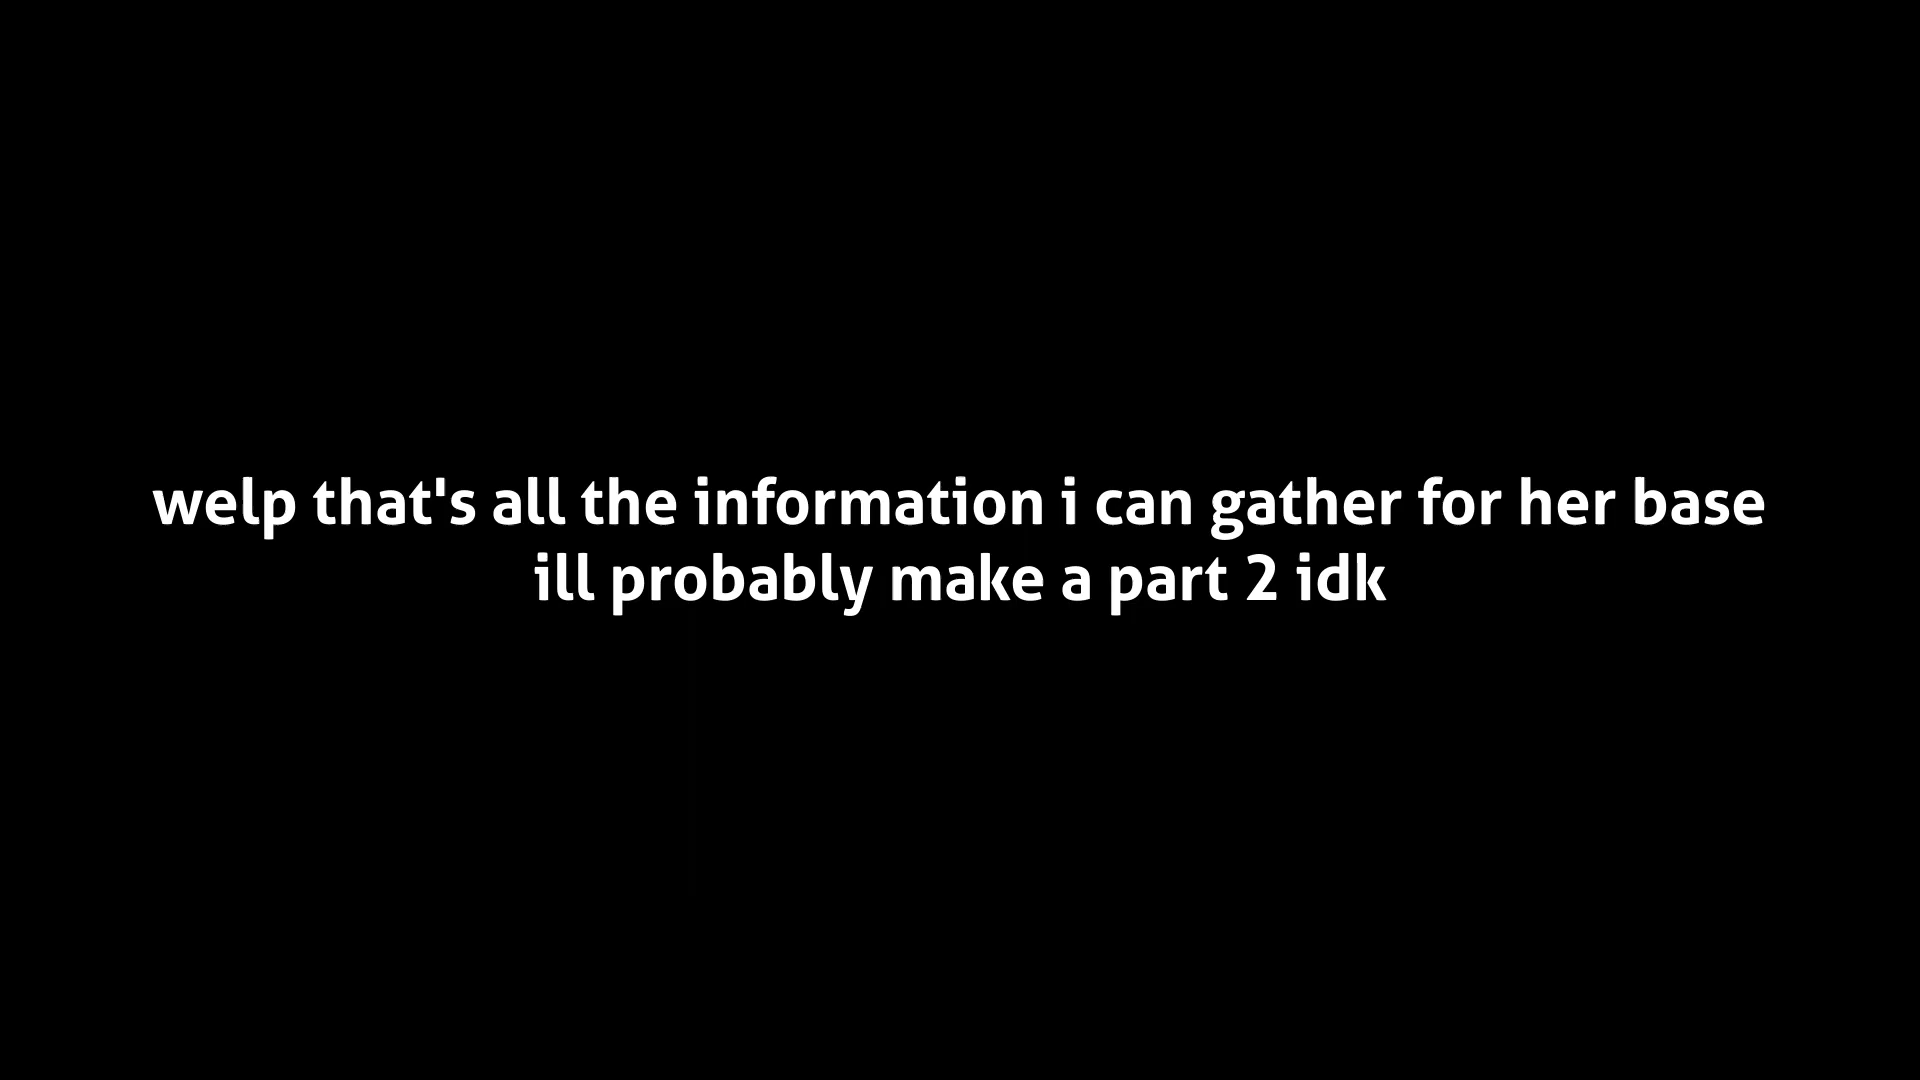 welp that's all the information i can gather for her base
ill probably make a part 2 idk